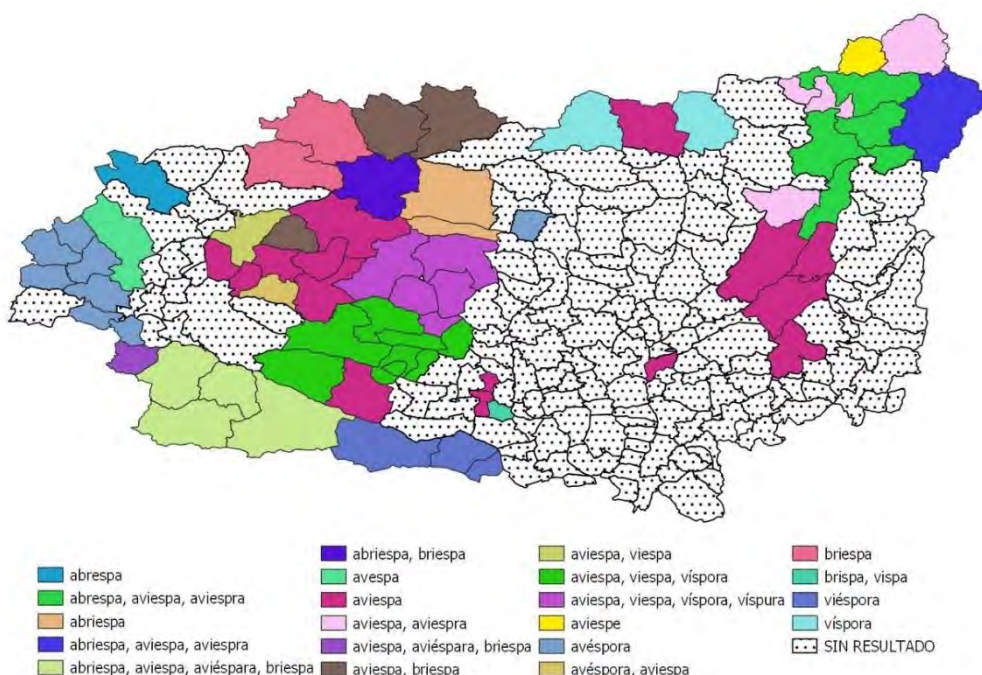 abrespa
abrespa, aviespa, aviespra
abriespa
abriespa, aviespa, aviespra
abriespa, aviespa, aviéspara, briespa
abriespa, briespa
avespa
aviespa
aviespa, aviespra
aviespa, aviéspara, briespa
aviespa, briespa
aviespa, viespa
aviespa, viespa, víspora
aviespa, viespa, víspora, víspura
aviespe
avéspora
avéspora, aviespa
briespa
brispa, vispa
viéspora
víspora
SIN RESULTADO